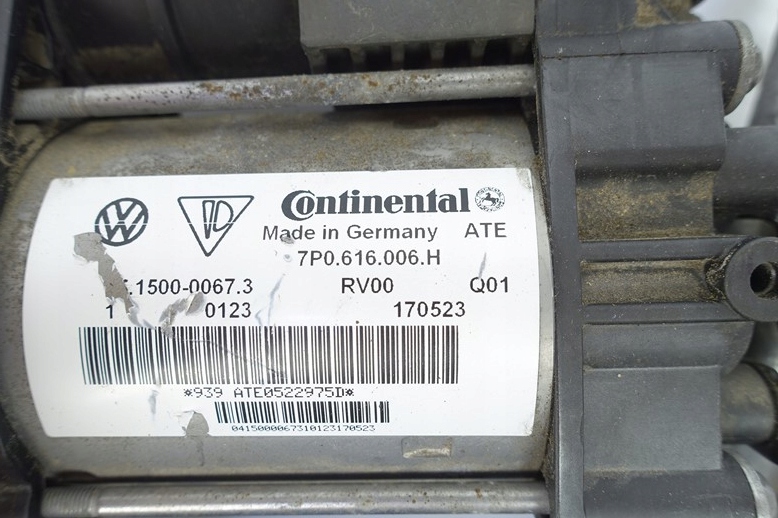 Continental
Made in Germany ATE
7P0.616.006.H
.1500-0067.3 RV00 Q01
1 0123 170523
*939 ATE0522975D*
0415000067310123170523